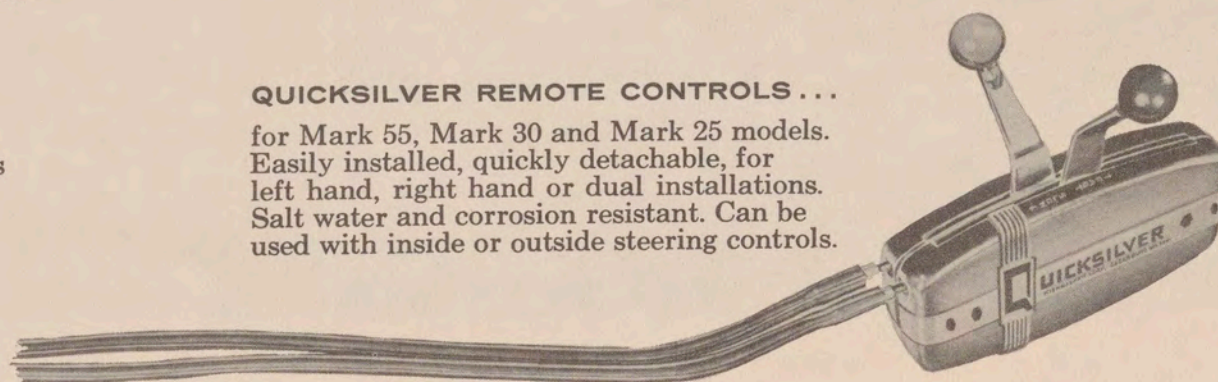 QUICKSILVER REMOTE CONTROLS...
for Mark 55, Mark 30 and Mark 25 models.
Easily installed, quickly detachable, for
left hand, right hand or dual installations.
Salt water and corrosion resistant. Can be
used with inside or outside steering controls.
s
QUICKSILVER